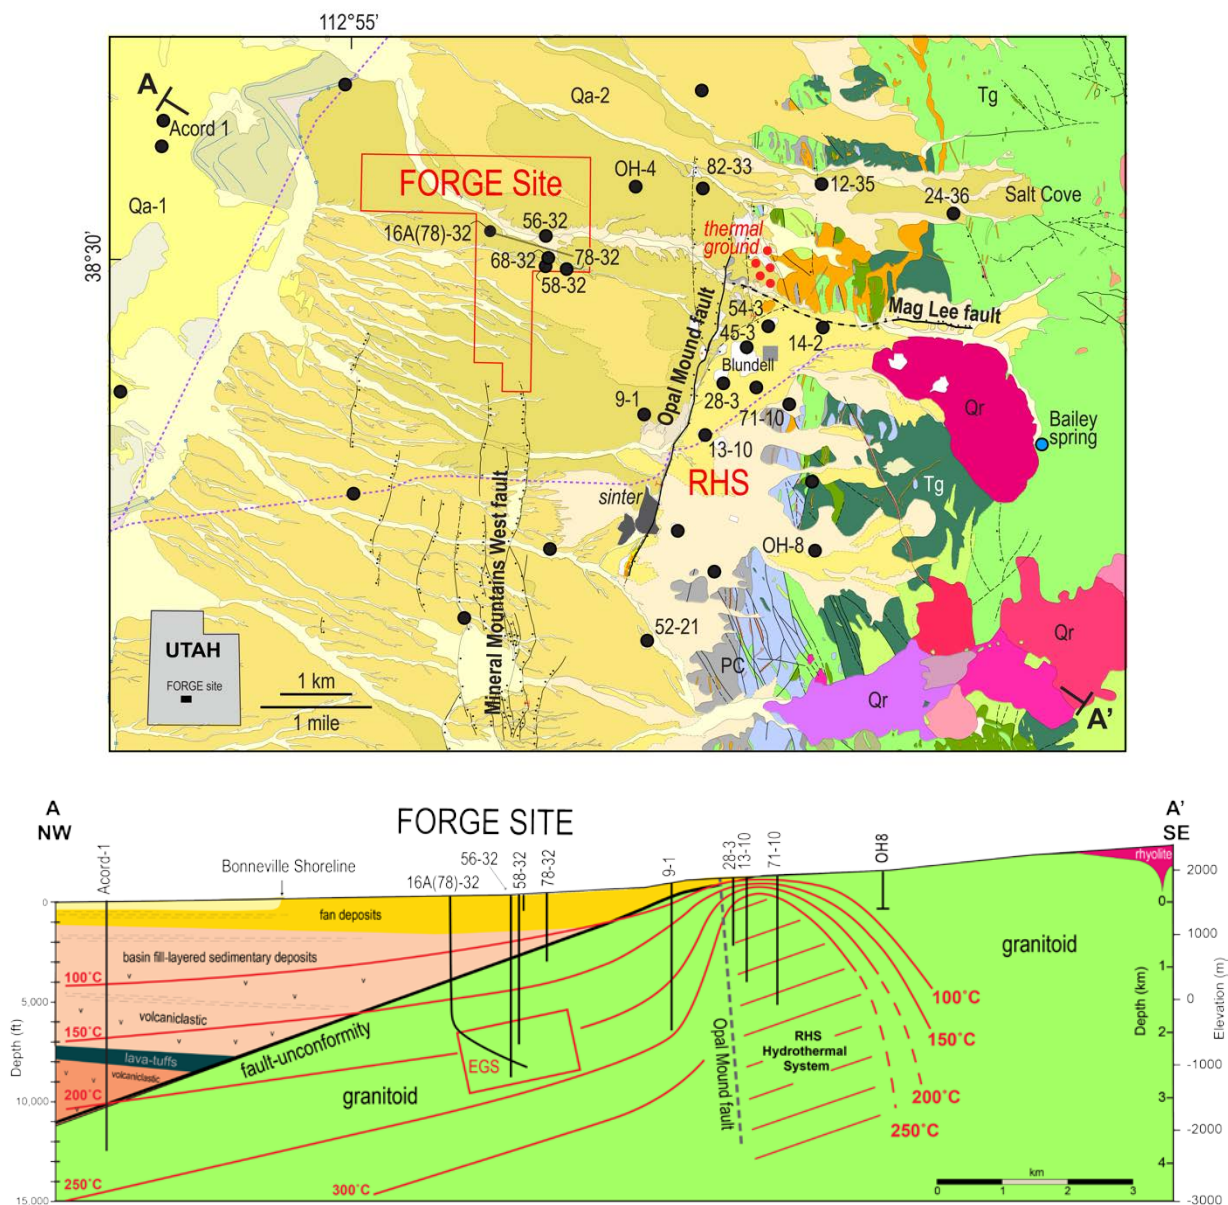 112°55'
38°30'
A
Acord 1
Qa-1
Qa-2
Tg
FORGE Site
OH-4
82-33
12-35
24-36
Salt Cove
56-32
16A(78)-32
68-32
78-32
58-32
thermal
ground
Opal Mound fault
Mag Lee fault
54-3
45-3
14-2
Blundell
28-3
9-1
71-10
13-10
RHS
Qr
Bailey
spring
Tg
sinter
Mineral Mountains West fault
OH-8
52-21
PC
Qr
Qr
A'
UTAH
FORGE site
1 km
1 mile
A
NW
FORGE SITE
A'
SE
Acord-1
Bonneville Shoreline
16A(78)-32
56-32
58-32
78-32
9-1
28-3
13-10
71-10
OH8
rhyolite
fan deposits
basin fill-layered sedimentary deposits
100°C
volcaniclastic
150°C
lava-tuffs
volcaniclastic
200°C
fault-unconformity
EGS
granitoid
250°C
300°C
Opal Mound fault
RHS
Hydrothermal
System
granitoid
100°C
150°C
200°C
250°C
Depth (ft)
0
5,000
10,000
15,000
Depth (km)
0
1
2
3
4
Elevation (m)
2000
1000
0
-1000
-2000
-3000
km
0
1
2
3